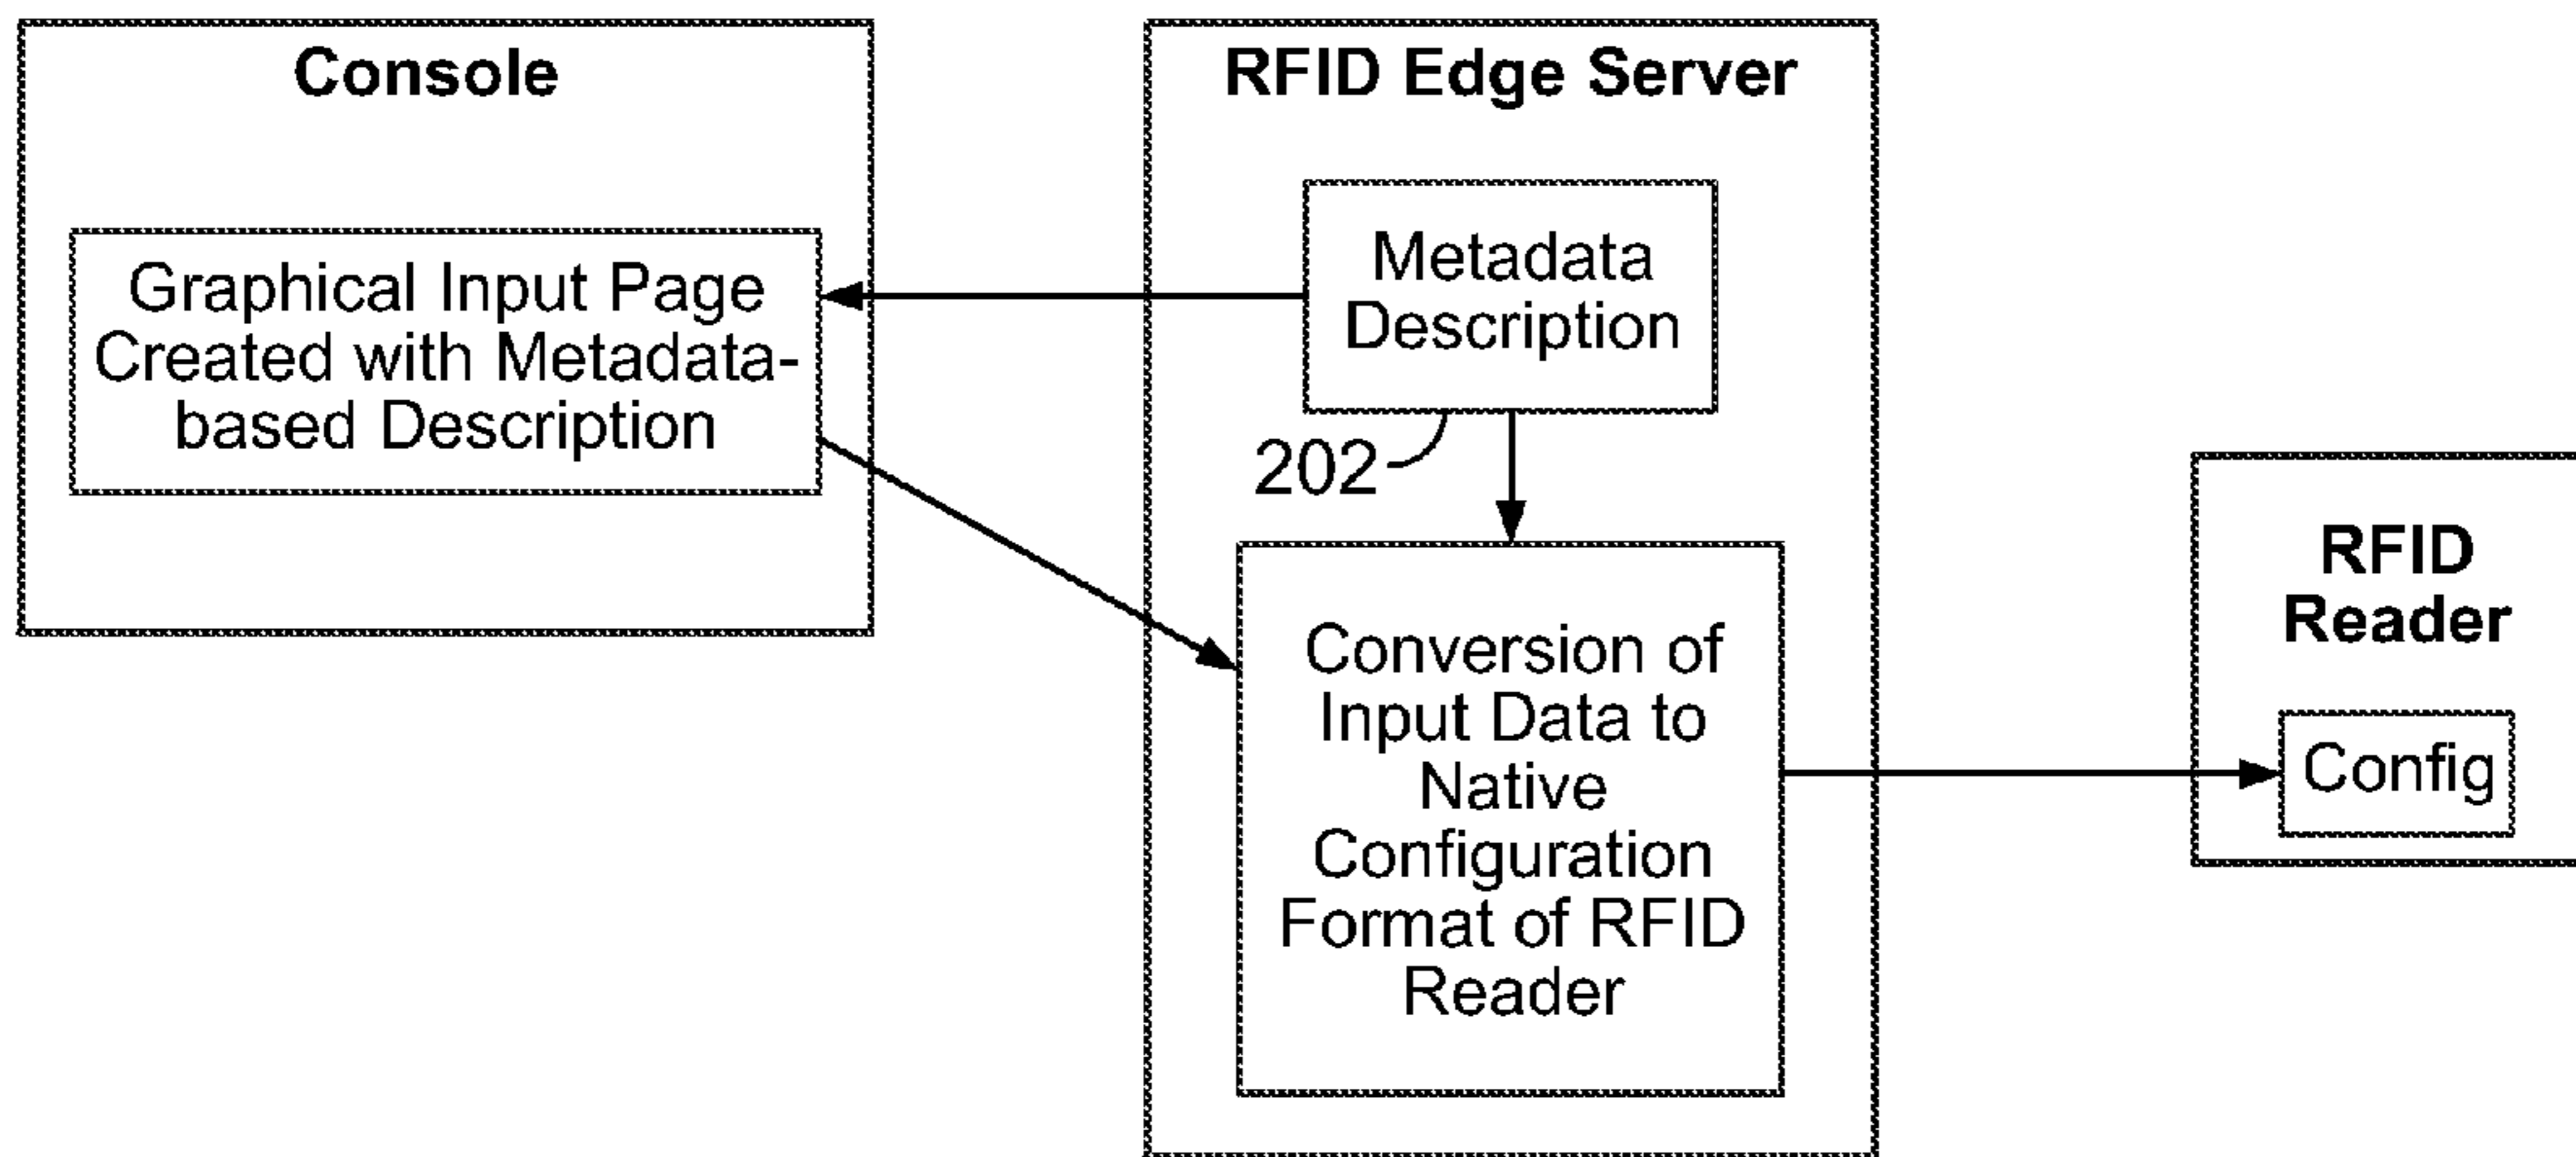 Console
Graphical Input Page
Created with Metadata-
based Description
RFID Edge Server
Metadata
Description
202
Conversion of
Input Data to
Native
Configuration
Format of RFID
Reader
RFID
Reader
Config